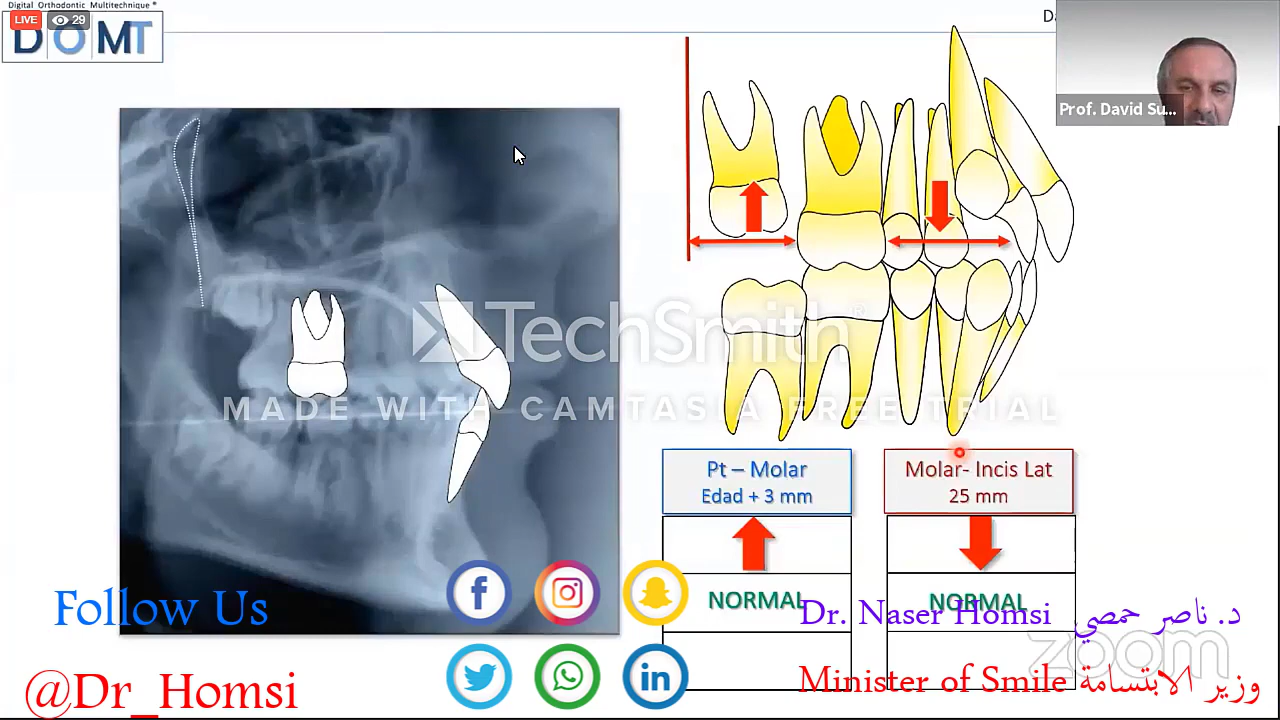 Digital Orthodontic Multitechnique ®
LIVE 29
DOMT
Prof. David Su...
TechSmith®
MADE WITH CAMTASIA FREE TRIAL
Pt – Molar
Edad + 3 mm
Molar- Incis Lat
25 mm
NORMAL
NORMAL
Follow Us
Dr. Naser Homsi د. ناصر حمصي
zoom
@Dr_Homsi
Minister of Smile وزير الابتسامة